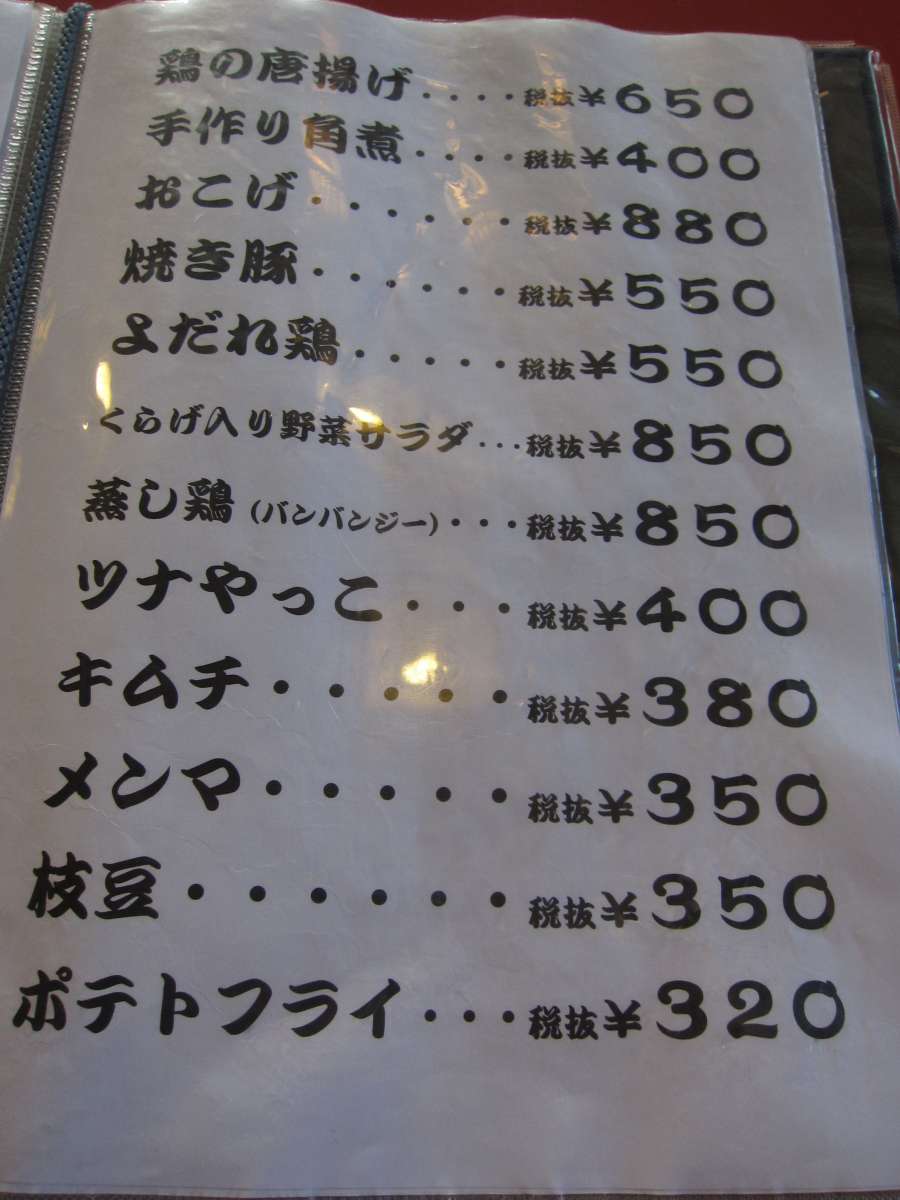 鶏の唐揚げ....税抜¥650
手作り角煮....税抜¥400
おこげ......税抜¥880
焼き豚......税抜¥550
よだれ鶏.....税抜¥550
くらげ入り野菜サラダ...税抜¥850
蒸し鶏(バンバンジー)・・・税抜¥850
ツナやっこ・・・税抜¥400
キムチ・・・・・税抜¥380
メンマ・・・・・税抜¥350
枝豆・・・・・・税抜¥350
ポテトフライ・・・税抜¥320